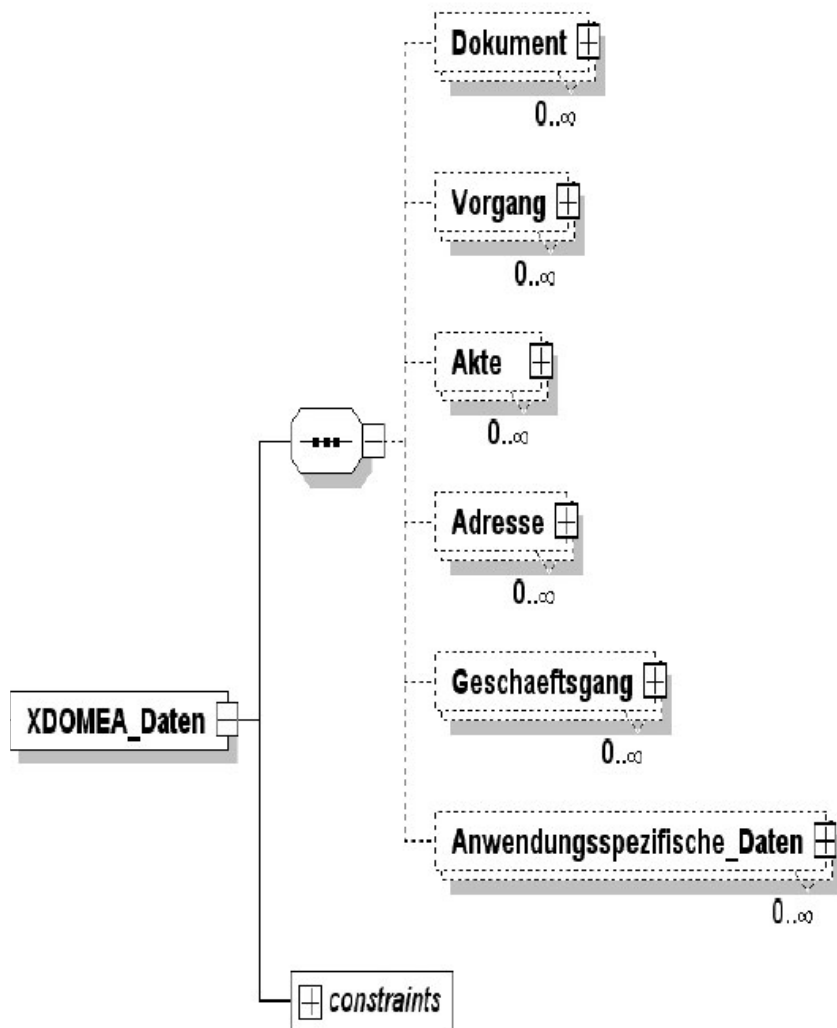 Dokument
0..∞
Vorgang
0..∞
Akte
0..∞
Adresse
0..∞
Geschaeftsgang
0..∞
XDOMEA_Daten
Anwendungsspezifische_Daten
0..∞
constraints